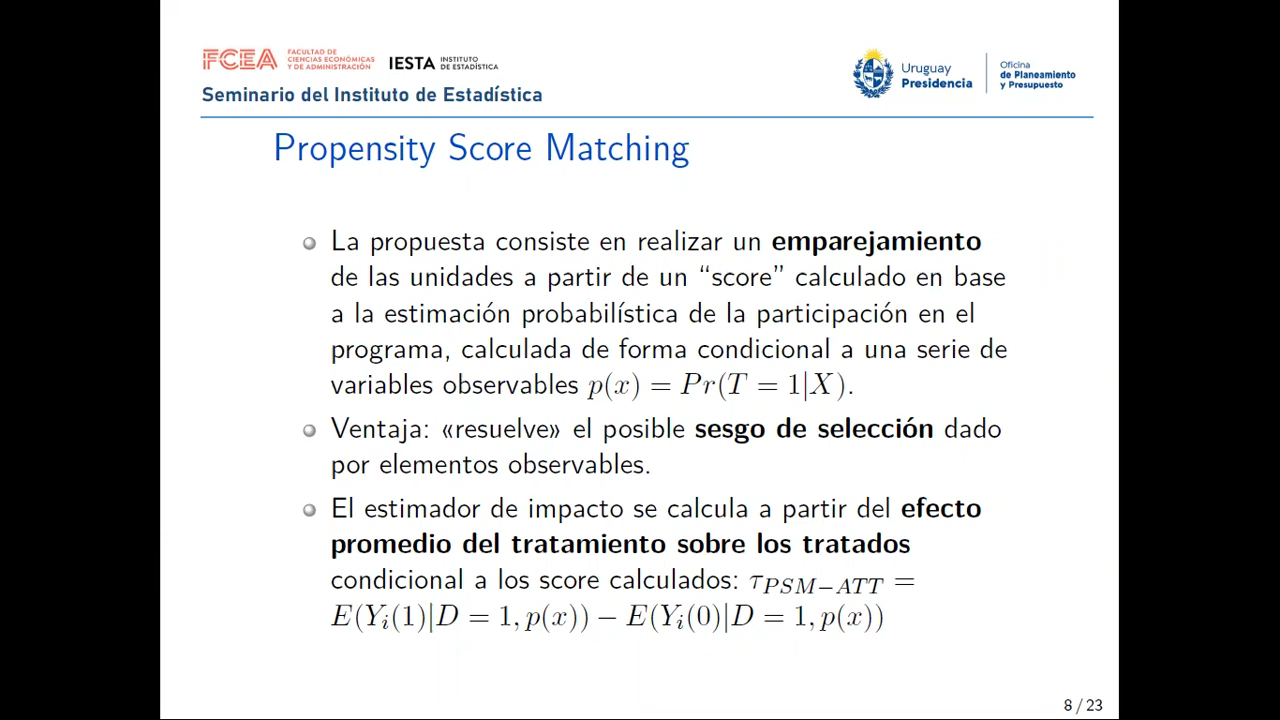 FCEA FACULTAD DE CIENCIAS ECONÓMICAS Y DE ADMINISTRACIÓN
IESTA INSTITUTO DE ESTADÍSTICA
Seminario del Instituto de Estadística
Uruguay Presidencia
Oficina de Planeamiento y Presupuesto
Propensity Score Matching
La propuesta consiste en realizar un emparejamiento
de las unidades a partir de un “score” calculado en base
a la estimación probabilística de la participación en el
programa, calculada de forma condicional a una serie de
variables observables p(x) = Pr(T = 1|X).
Ventaja: «resuelve» el posible sesgo de selección dado
por elementos observables.
El estimador de impacto se calcula a partir del efecto
promedio del tratamiento sobre los tratados
condicional a los score calculados: τ_{PSM−ATT} =
E(Y_i(1)|D = 1, p(x)) − E(Y_i(0)|D = 1, p(x))
8 / 23